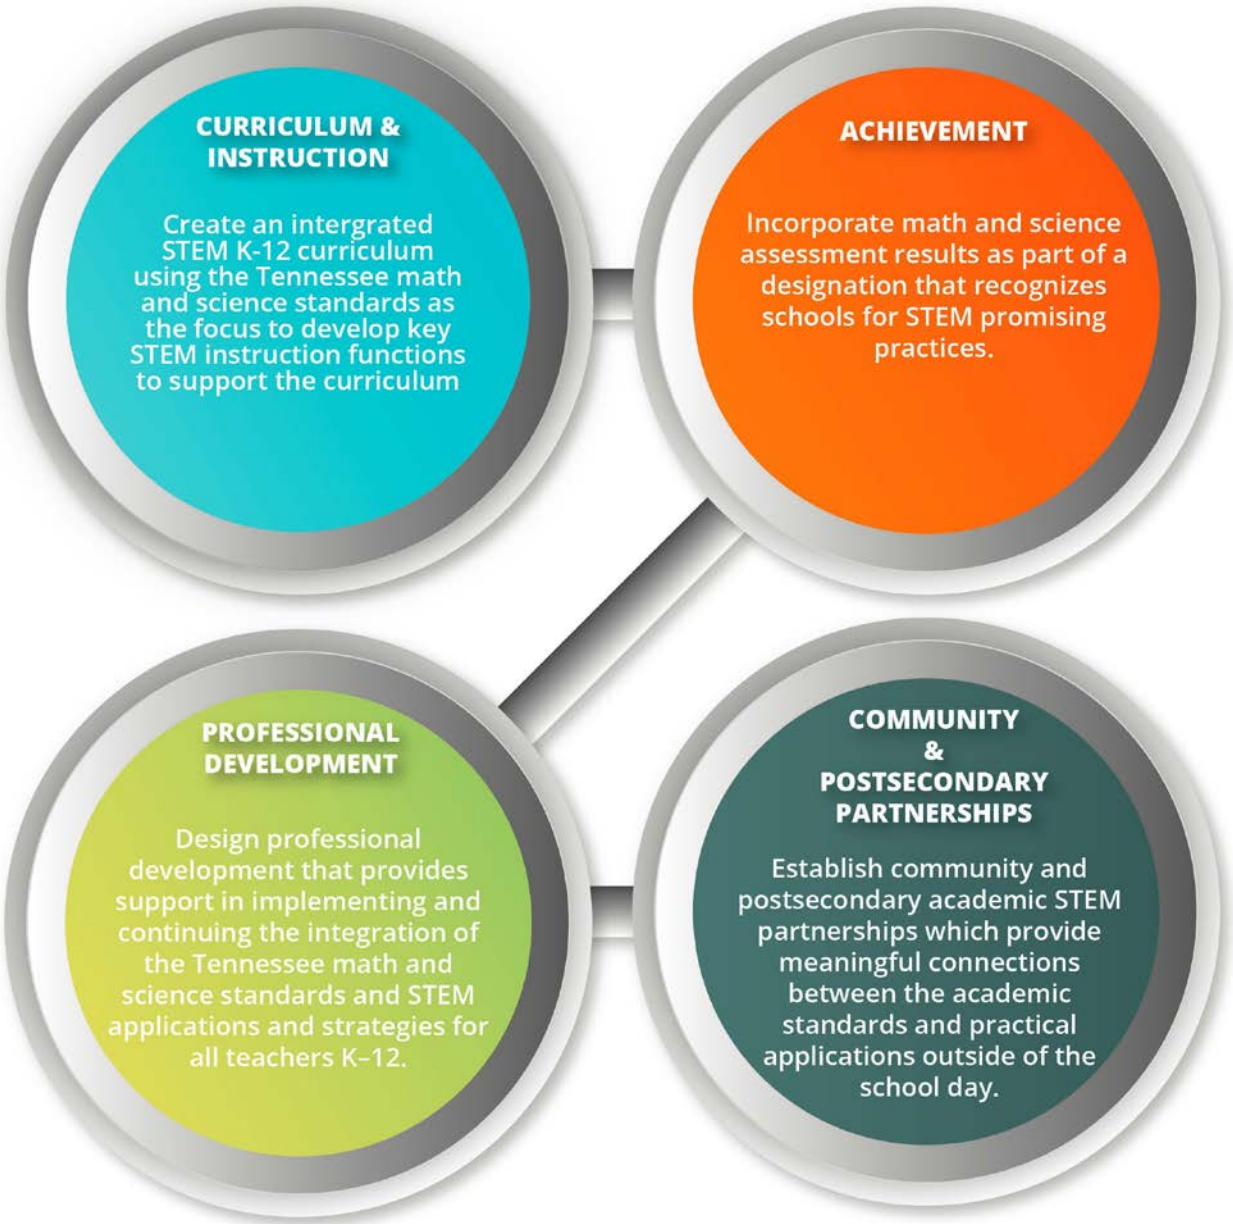 CURRICULUM &
INSTRUCTION
Create an intergrated
STEM K-12 curriculum
using the Tennessee math
and science standards as
the focus to develop key
STEM instruction functions
to support the curriculum
ACHIEVEMENT
Incorporate math and science
assessment results as part of a
designation that recognizes
schools for STEM promising
practices.
PROFESSIONAL
DEVELOPMENT
Design professional
development that provides
support in implementing and
continuing the integration of
the Tennessee math and
science standards and STEM
applications and strategies for
all teachers K–12.
COMMUNITY
&
POSTSECONDARY
PARTNERSHIPS
Establish community and
postsecondary academic STEM
partnerships which provide
meaningful connections
between the academic
standards and practical
applications outside of the
school day.